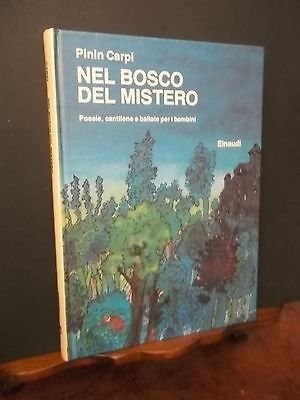 Pinin Carpi
NEL BOSCO
DEL MISTERO
Poesie, cantilene e ballate per i bambini
Einaudi